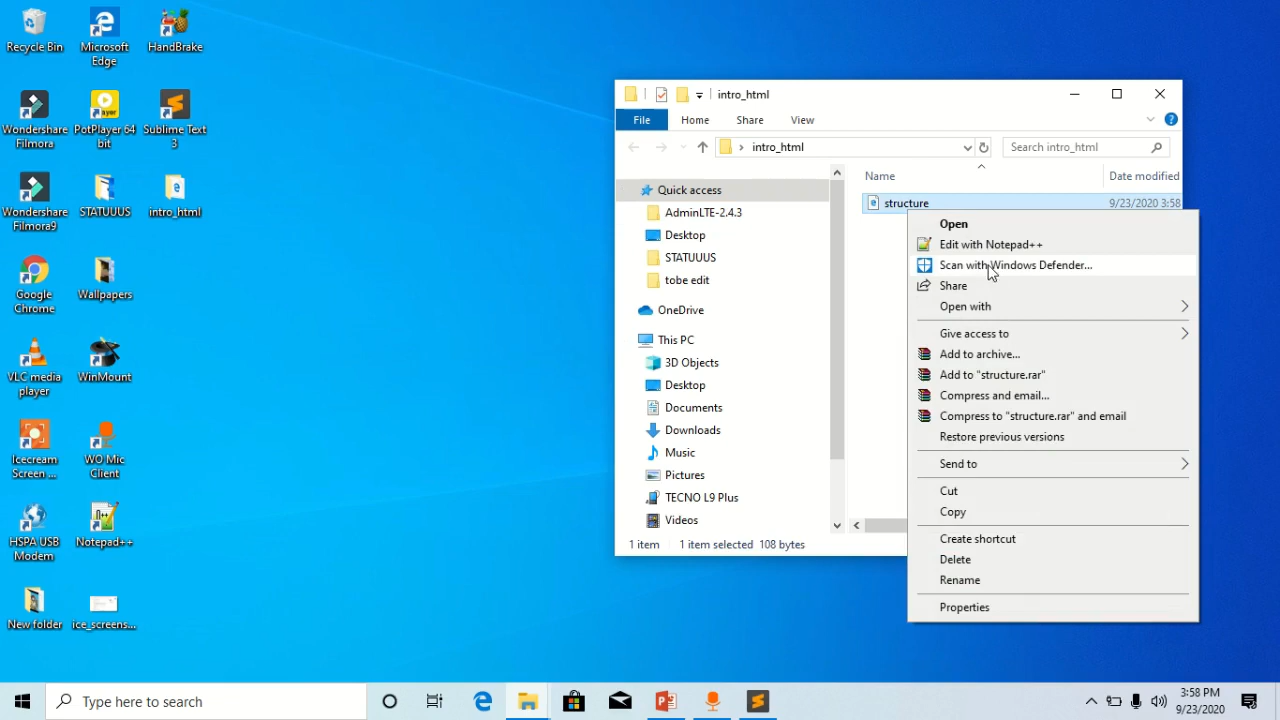 Recycle Bin
Microsoft
Edge
HandBrake
Wondershare
Filmora
PotPlayer 64
bit
Sublime Text
3
Wondershare
Filmora9
STATUUUS
intro_html
Google
Chrome
Wallpapers
VLC media
player
WinMount
Icecream
Screen ...
WO Mic
Client
HSPA USB
Modem
Notepad++
New folder
ice_screens...
intro_html
File
Home
Share
View
intro_html
Search intro_html
Name
Date modified
Quick access
AdminLTE-2.4.3
Desktop
STATUUUS
tobe edit
OneDrive
This PC
3D Objects
Desktop
Documents
Downloads
Music
Pictures
TECNO L9 Plus
Videos
structure
9/23/2020 3:58
1 item
1 item selected
108 bytes
Open
Edit with Notepad++
Scan with Windows Defender...
Share
Open with
Give access to
Add to archive...
Add to "structure.rar"
Compress and email...
Compress to "structure.rar" and email
Restore previous versions
Send to
Cut
Copy
Create shortcut
Delete
Rename
Properties
Type here to search
3:58 PM
9/23/2020